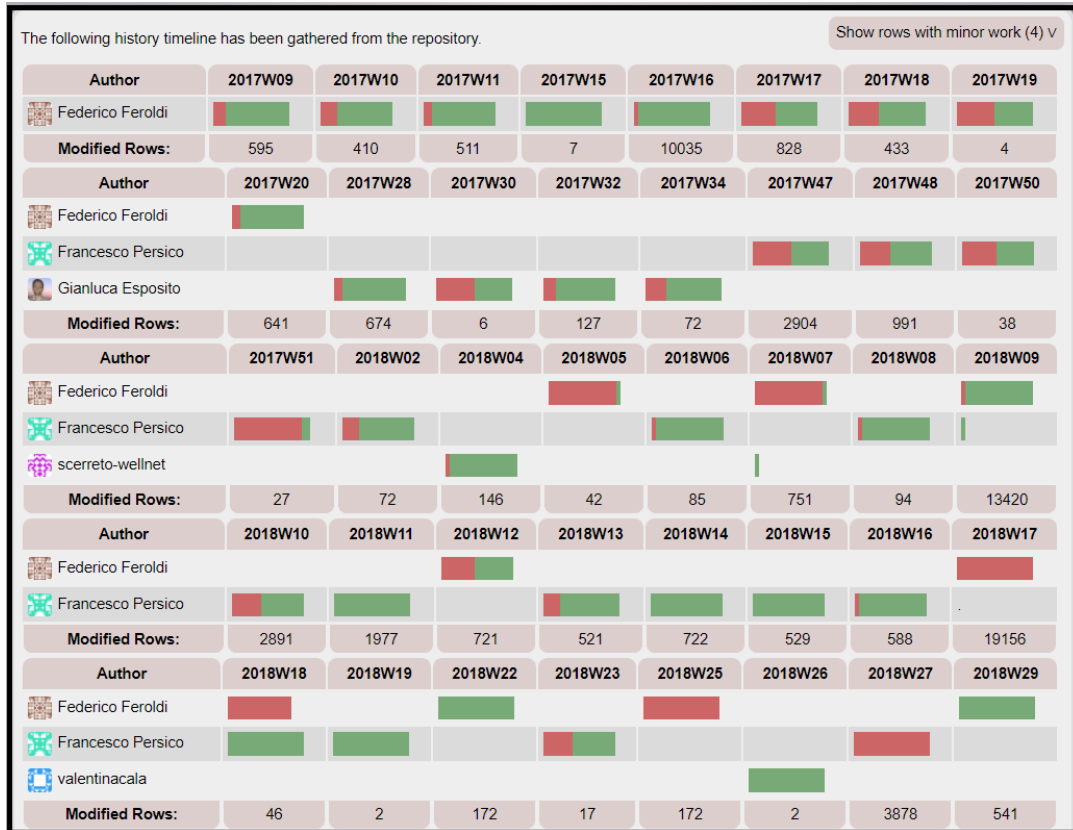 The following history timeline has been gathered from the repository.
Show rows with minor work (4) ∨
Author 2017W09 2017W10 2017W11 2017W15 2017W16 2017W17 2017W18 2017W19
Federico Feroldi
Modified Rows: 595 410 511 7 10035 828 433 4
Author 2017W20 2017W28 2017W30 2017W32 2017W34 2017W47 2017W48 2017W50
Federico Feroldi
Francesco Persico
Gianluca Esposito
Modified Rows: 641 674 6 127 72 2904 991 38
Author 2017W51 2018W02 2018W04 2018W05 2018W06 2018W07 2018W08 2018W09
Federico Feroldi
Francesco Persico
scerreto-wellnet
Modified Rows: 27 72 146 42 85 751 94 13420
Author 2018W10 2018W11 2018W12 2018W13 2018W14 2018W15 2018W16 2018W17
Federico Feroldi
Francesco Persico .
Modified Rows: 2891 1977 721 521 722 529 588 19156
Author 2018W18 2018W19 2018W22 2018W23 2018W25 2018W26 2018W27 2018W29
Federico Feroldi
Francesco Persico
valentinacala
Modified Rows: 46 2 172 17 172 2 3878 541